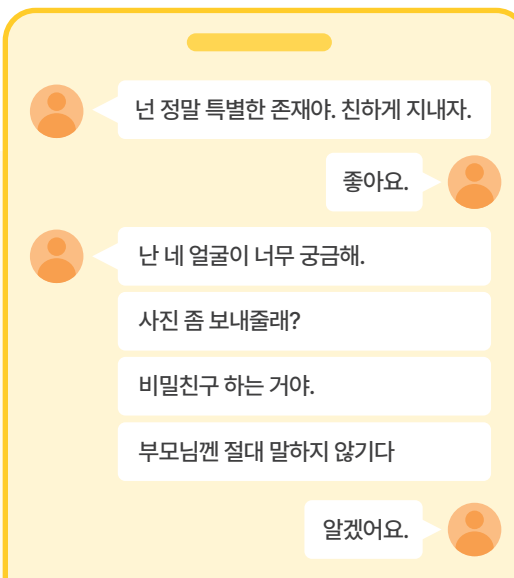 넌 정말 특별한 존재야. 친하게 지내자.
좋아요.
난 네 얼굴이 너무 궁금해.
사진 좀 보내줄래?
비밀친구 하는 거야.
부모님껜 절대 말하지 않기다
알겠어요.